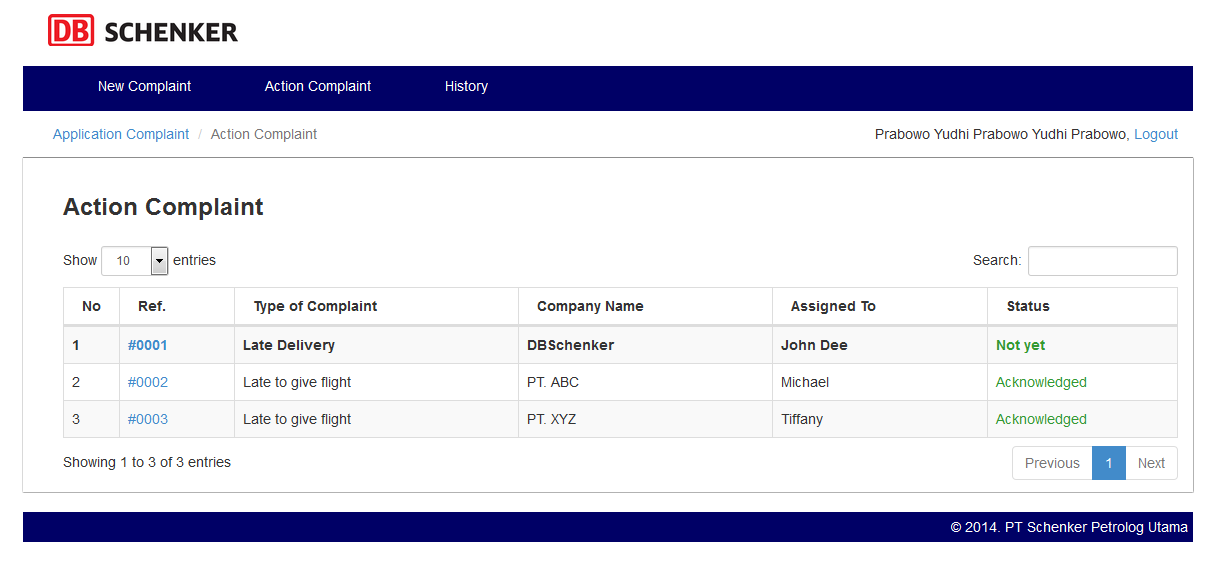 DB SCHENKER
New Complaint Action Complaint History
Application Complaint / Action Complaint Prabowo Yudhi Prabowo Yudhi Prabowo, Logout
Action Complaint
Show 10 entries Search:
No Ref. Type of Complaint Company Name Assigned To Status
1 #0001 Late Delivery DBSchenker John Dee Not yet
2 #0002 Late to give flight PT. ABC Michael Acknowledged
3 #0003 Late to give flight PT. XYZ Tiffany Acknowledged
Showing 1 to 3 of 3 entries Previous 1 Next
© 2014. PT Schenker Petrolog Utama